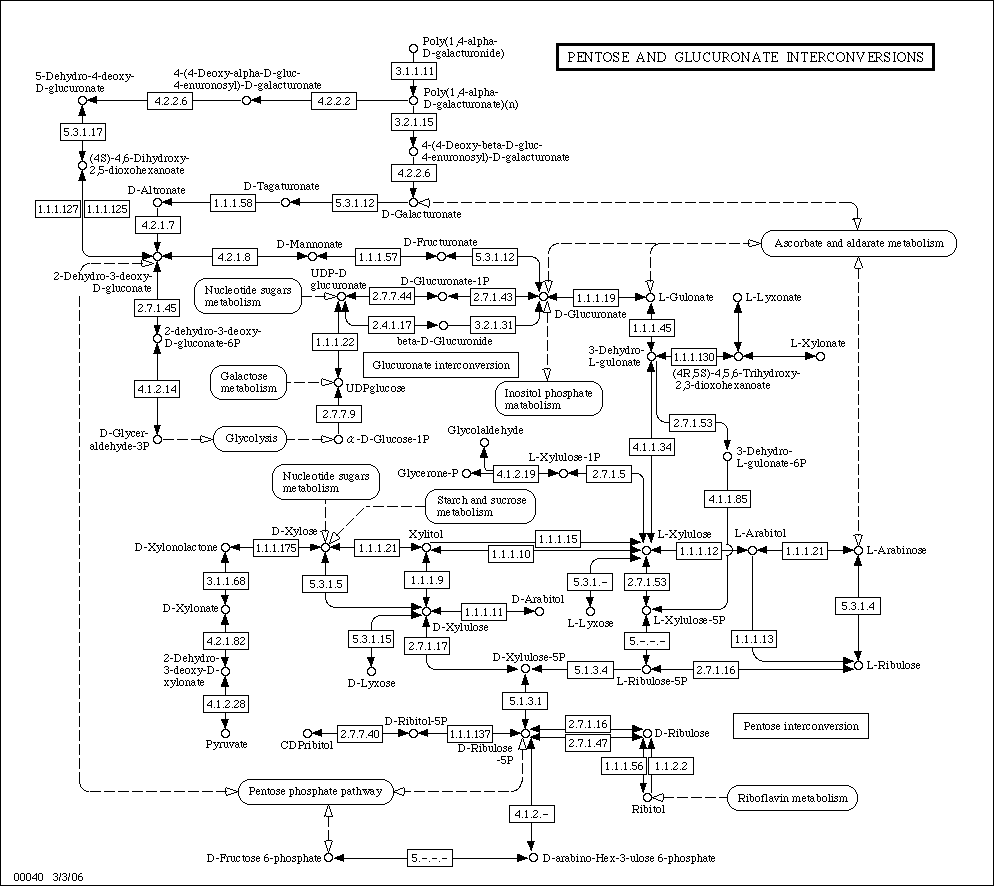 PENTOSE AND GLUCURONATE INTERCONVERSIONS
Poly(1,4-alpha-
D-galacturonide)
3.1.1.11
5-Dehydro-4-deoxy-
D-glucuronate
4-(4-Deoxy-alpha-D-gluc-
4-enuronosyl)-D-galacturonate
4.2.2.6
4.2.2.2
Poly(1,4-alpha-
D-galacturonate)(n)
3.2.1.15
5.3.1.17
4-(4-Deoxy-beta-D-gluc-
4-enuronosyl)-D-galacturonate
(4S)-4,6-Dihydroxy-
2,5-dioxohexanoate
4.2.2.6
D-Altronate
D-Tagaturonate
1.1.1.127
1.1.1.125
1.1.1.58
5.3.1.12
D-Galacturonate
4.2.1.7
D-Mannonate
D-Fructuronate
Ascorbate and aldarate metabolism
4.2.1.8
1.1.1.57
5.3.1.12
2-Dehydro-3-deoxy-
D-gluconate
UDP-D
glucuronate
D-Glucuronate-1P
Nucleotide sugars
metabolism
2.7.7.44
2.7.1.43
1.1.1.19
L-Gulonate
L-Lyxonate
2.7.1.45
D-Glucuronate
2.4.1.17
3.2.1.31
1.1.1.45
2-dehydro-3-deoxy-
D-gluconate-6P
1.1.1.22
beta-D-Glucuronide
3-Dehydro-
L-gulonate
1.1.1.130
L-Xylonate
Glucuronate interconversion
(4R,5S)-4,5,6-Trihydroxy-
2,3-dioxohexanoate
Galactose
metabolism
UDPglucose
4.1.2.14
Inositol phosphate
matabolism
2.7.7.9
2.7.1.53
D-Glycer-
aldehyde-3P
Glycolysis
α-D-Glucose-1P
Glycolaldehyde
4.1.1.34
3-Dehydro-
L-gulonate-6P
L-Xylulose-1P
Glycerone-P
4.1.2.19
2.7.1.5
Nucleotide sugars
metabolism
4.1.1.85
Starch and sucrose
metabolism
D-Xylose
Xylitol
1.1.1.15
L-Xylulose
L-Arabitol
D-Xylonolactone
1.1.1.175
1.1.1.21
1.1.1.10
1.1.1.12
1.1.1.21
L-Arabinose
3.1.1.68
5.3.1.5
1.1.1.9
5.3.1.-
2.7.1.53
D-Arabitol
D-Xylonate
1.1.1.11
5.3.1.4
D-Xylulose
L-Lyxose
L-Xylulose-5P
4.2.1.82
5.3.1.15
2.7.1.17
5.-.-.-
1.1.1.13
2-Dehydro-
3-deoxy-D-
xylonate
D-Xylulose-5P
5.1.3.4
2.7.1.16
L-Ribulose
D-Lyxose
L-Ribulose-5P
4.1.2.28
5.1.3.1
D-Ribitol-5P
2.7.1.16
Pentose interconversion
Pyruvate
CDPribitol
2.7.7.40
1.1.1.137
D-Ribulose
-5P
2.7.1.47
D-Ribulose
1.1.1.56
1.1.2.2
Pentose phosphate pathway
Ribitol
Riboflavin metabolism
4.1.2.-
D-Fructose 6-phosphate
5.-.-.-
D-arabino-Hex-3-ulose 6-phosphate
00040 3/3/06